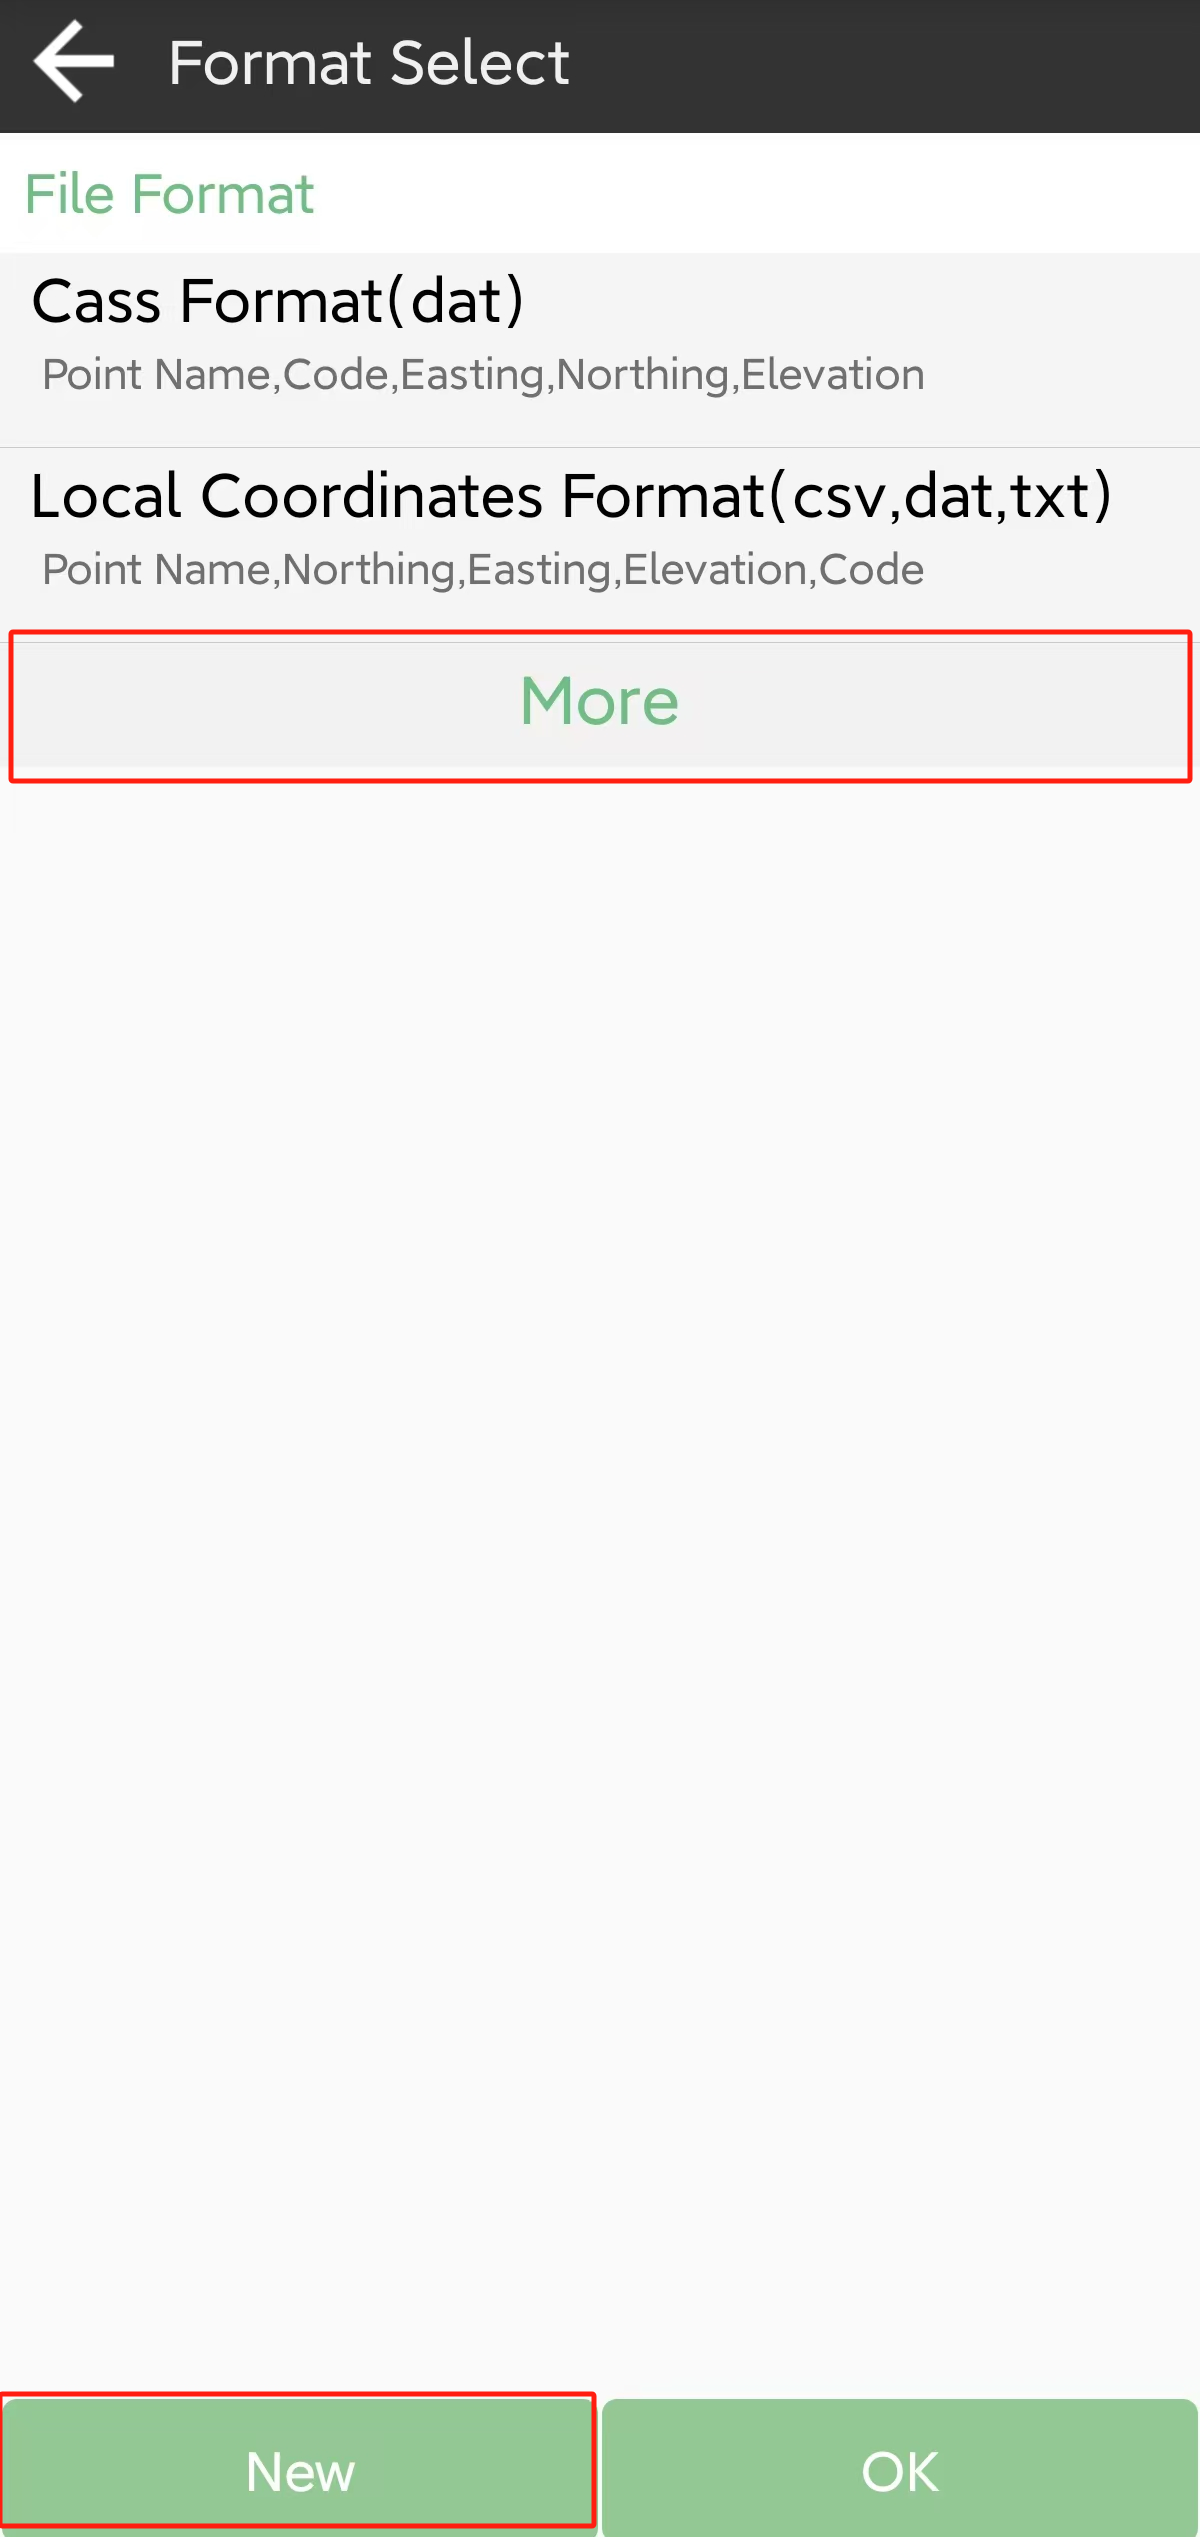 Format Select
File Format
Cass Format(dat)
Point Name,Code,Easting,Northing,Elevation
Local Coordinates Format(csv,dat,txt)
Point Name,Northing,Easting,Elevation,Code
More
New
OK